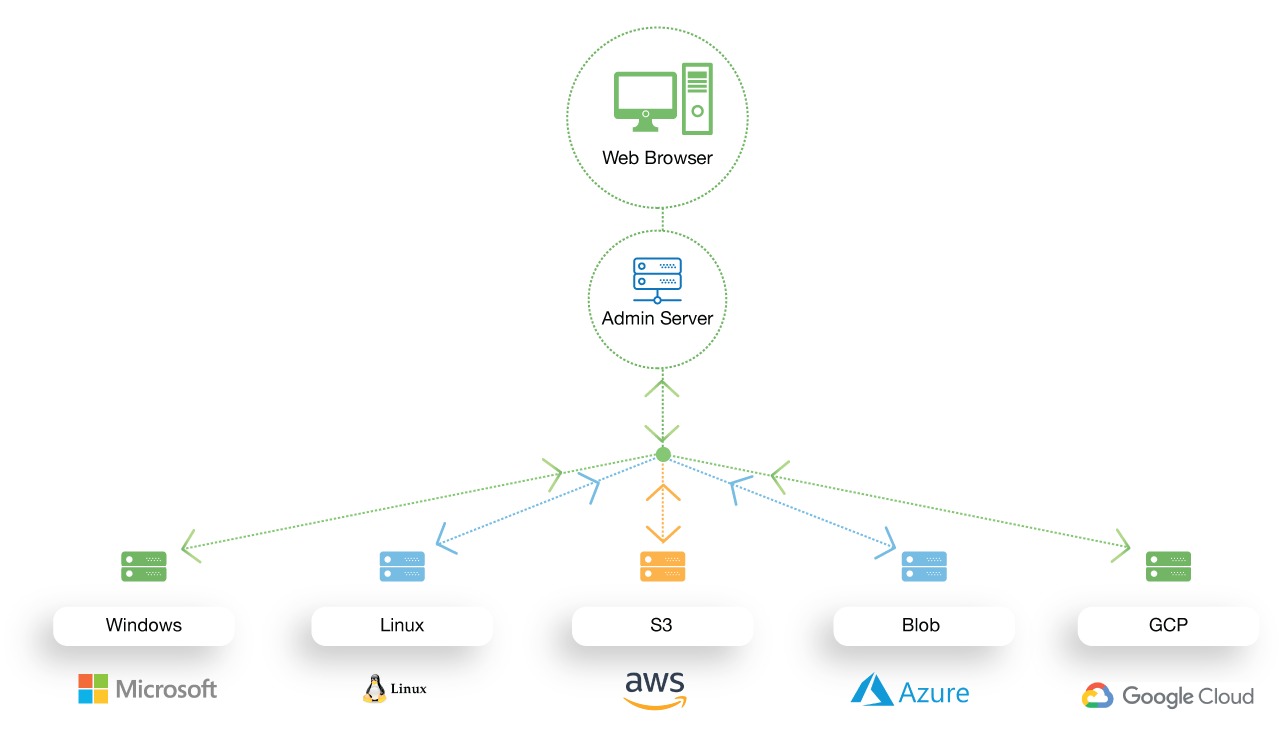 Web Browser
Admin Server
Windows
Linux
S3
Blob
GCP
Microsoft
Linux
aws
Azure
Google Cloud